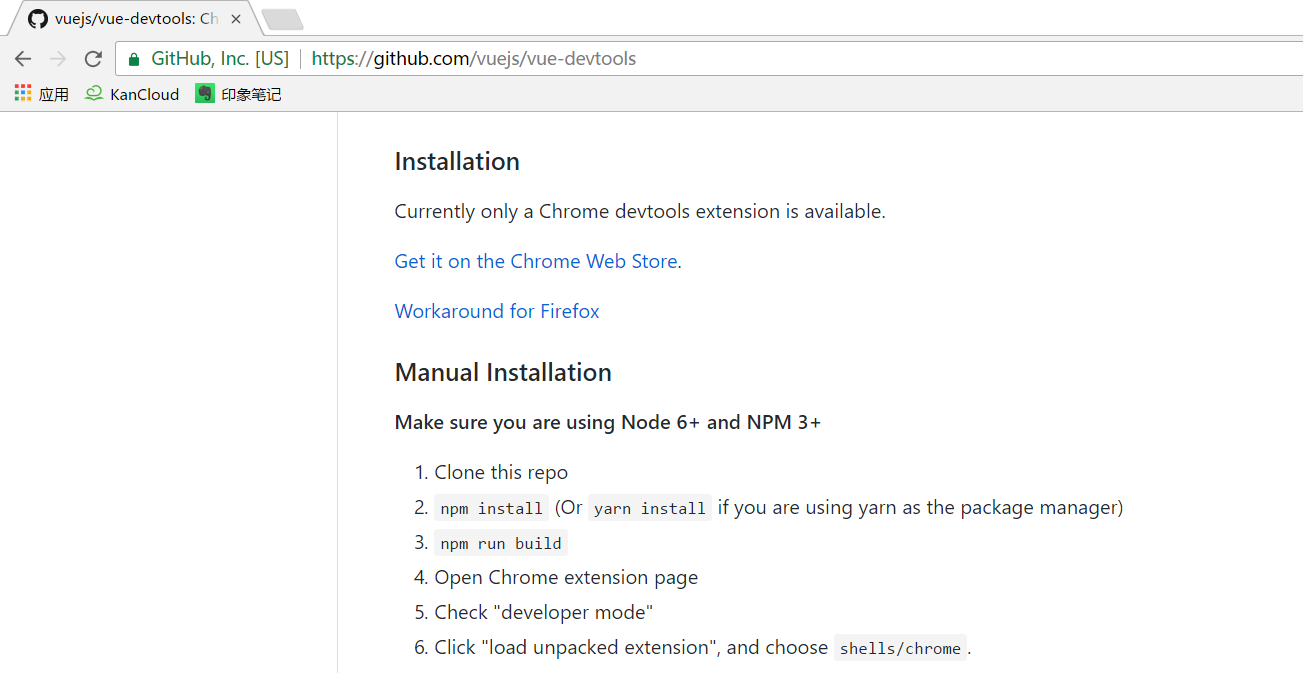 vuejs/vue-devtools: Ch
GitHub, Inc. [US] https://github.com/vuejs/vue-devtools
应用 KanCloud 印象笔记
Installation
Currently only a Chrome devtools extension is available.
Get it on the Chrome Web Store.
Workaround for Firefox
Manual Installation
Make sure you are using Node 6+ and NPM 3+
1. Clone this repo
2. npm install (Or yarn install if you are using yarn as the package manager)
3. npm run build
4. Open Chrome extension page
5. Check "developer mode"
6. Click "load unpacked extension", and choose shells/chrome.